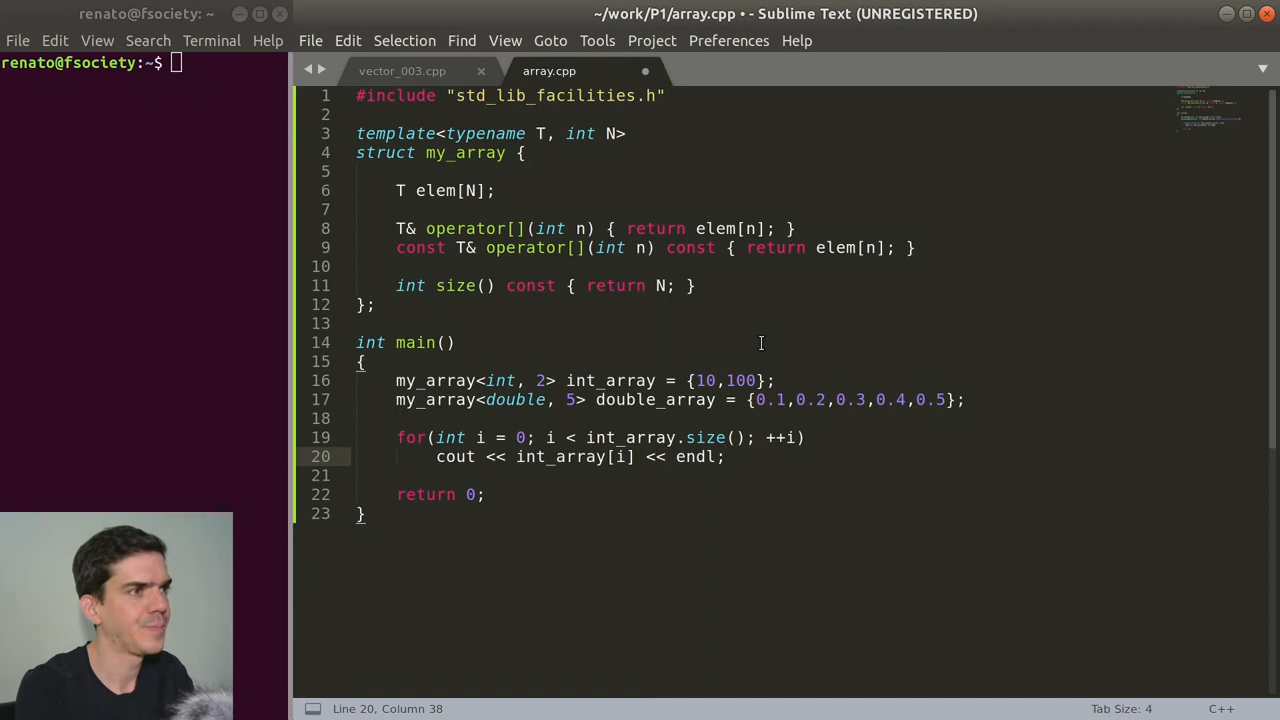 renato@fsociety: ~
File Edit View Search Terminal Help
renato@fsociety:~$
~/work/P1/array.cpp • - Sublime Text (UNREGISTERED)
File Edit Selection Find View Goto Tools Project Preferences Help
vector_003.cpp × array.cpp
1 #include "std_lib_facilities.h"
2
3 template<typename T, int N>
4 struct my_array {
5
6 T elem[N];
7
8 T& operator[](int n) { return elem[n]; }
9 const T& operator[](int n) const { return elem[n]; }
10
11 int size() const { return N; }
12 };
13
14 int main()
15 {
16 my_array<int, 2> int_array = {10,100};
17 my_array<double, 5> double_array = {0.1,0.2,0.3,0.4,0.5};
18
19 for(int i = 0; i < int_array.size(); ++i)
20 cout << int_array[i] << endl;
21
22 return 0;
23 }
Line 20, Column 38 Tab Size: 4 C++